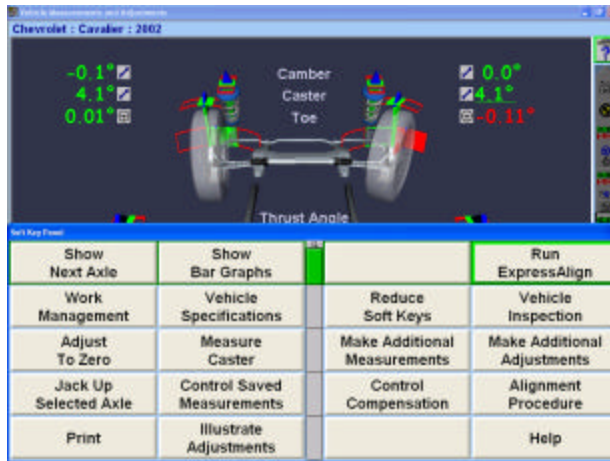 Vehicle Measurements and Adjustments
Chevrolet : Cavalier : 2002
-0.1° Camber 0.0°
4.1° Caster 4.1°
0.01° Toe -0.11°
Thrust Angle
Soft Key Panel
Show Next Axle
Show Bar Graphs
Run ExpressAlign
Work Management
Vehicle Specifications
Reduce Soft Keys
Vehicle Inspection
Adjust To Zero
Measure Caster
Make Additional Measurements
Make Additional Adjustments
Jack Up Selected Axle
Control Saved Measurements
Control Compensation
Alignment Procedure
Print
Illustrate Adjustments
Help